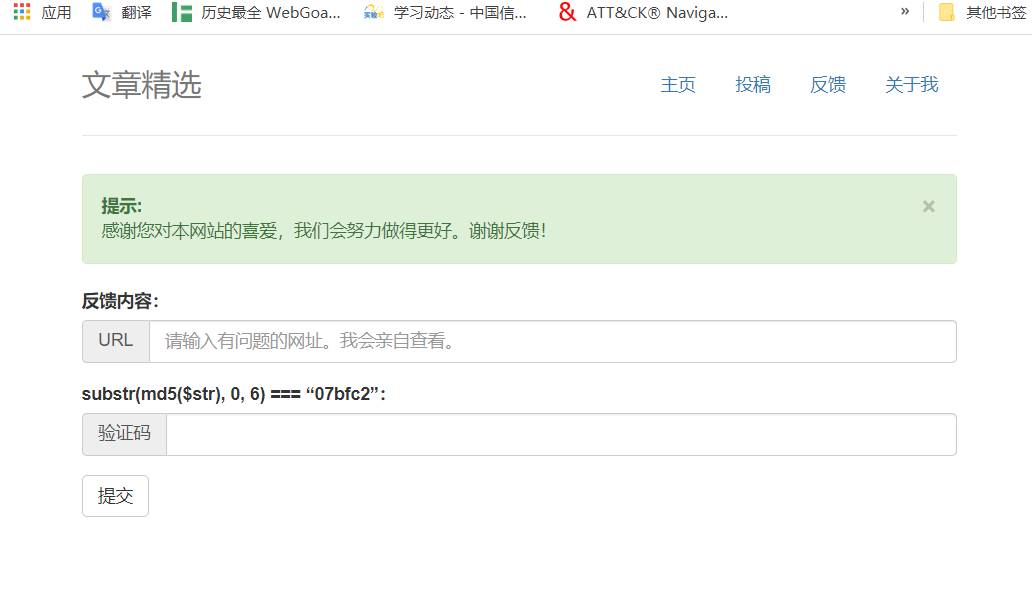 应用 翻译 历史最全 WebGoa... 学习动态 - 中国信... ATT&CK® Naviga... » 其他书签
文章精选 主页 投稿 反馈 关于我
提示: ×
感谢您对本网站的喜爱，我们会努力做得更好。谢谢反馈！
反馈内容：
URL 请输入有问题的网址。我会亲自查看。
substr(md5($str), 0, 6) === “07bfc2”：
验证码
提交